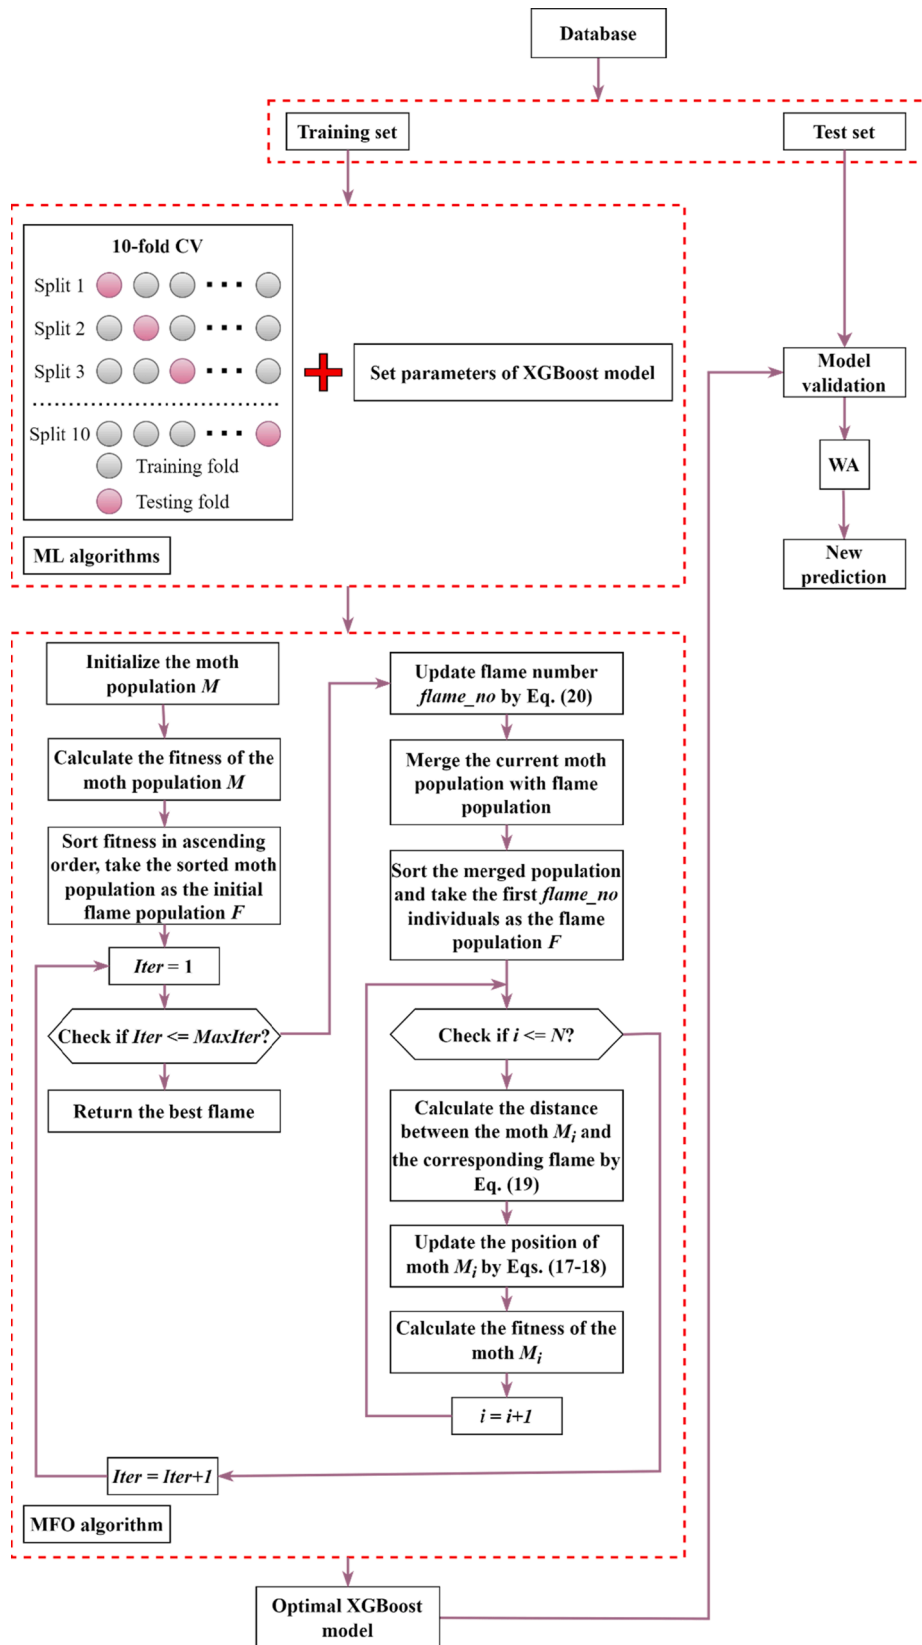 Database
Training set
Test set
10-fold CV
Split 1
Split 2
Split 3
Split 10
Training fold
Testing fold
Set parameters of XGBoost model
ML algorithms
Model
validation
WA
New
prediction
Initialize the moth
population M
Calculate the fitness of the
moth population M
Sort fitness in ascending
order, take the sorted moth
population as the initial
flame population F
Iter = 1
Check if Iter <= MaxIter?
Return the best flame
Update flame number
flame_no by Eq. (20)
Merge the current moth
population with flame
population
Sort the merged population
and take the first flame_no
individuals as the flame
population F
Check if i <= N?
Calculate the distance
between the moth Mi and
the corresponding flame by
Eq. (19)
Update the position of
moth Mi by Eqs. (17-18)
Calculate the fitness of the
moth Mi
i = i+1
Iter = Iter+1
MFO algorithm
Optimal XGBoost
model